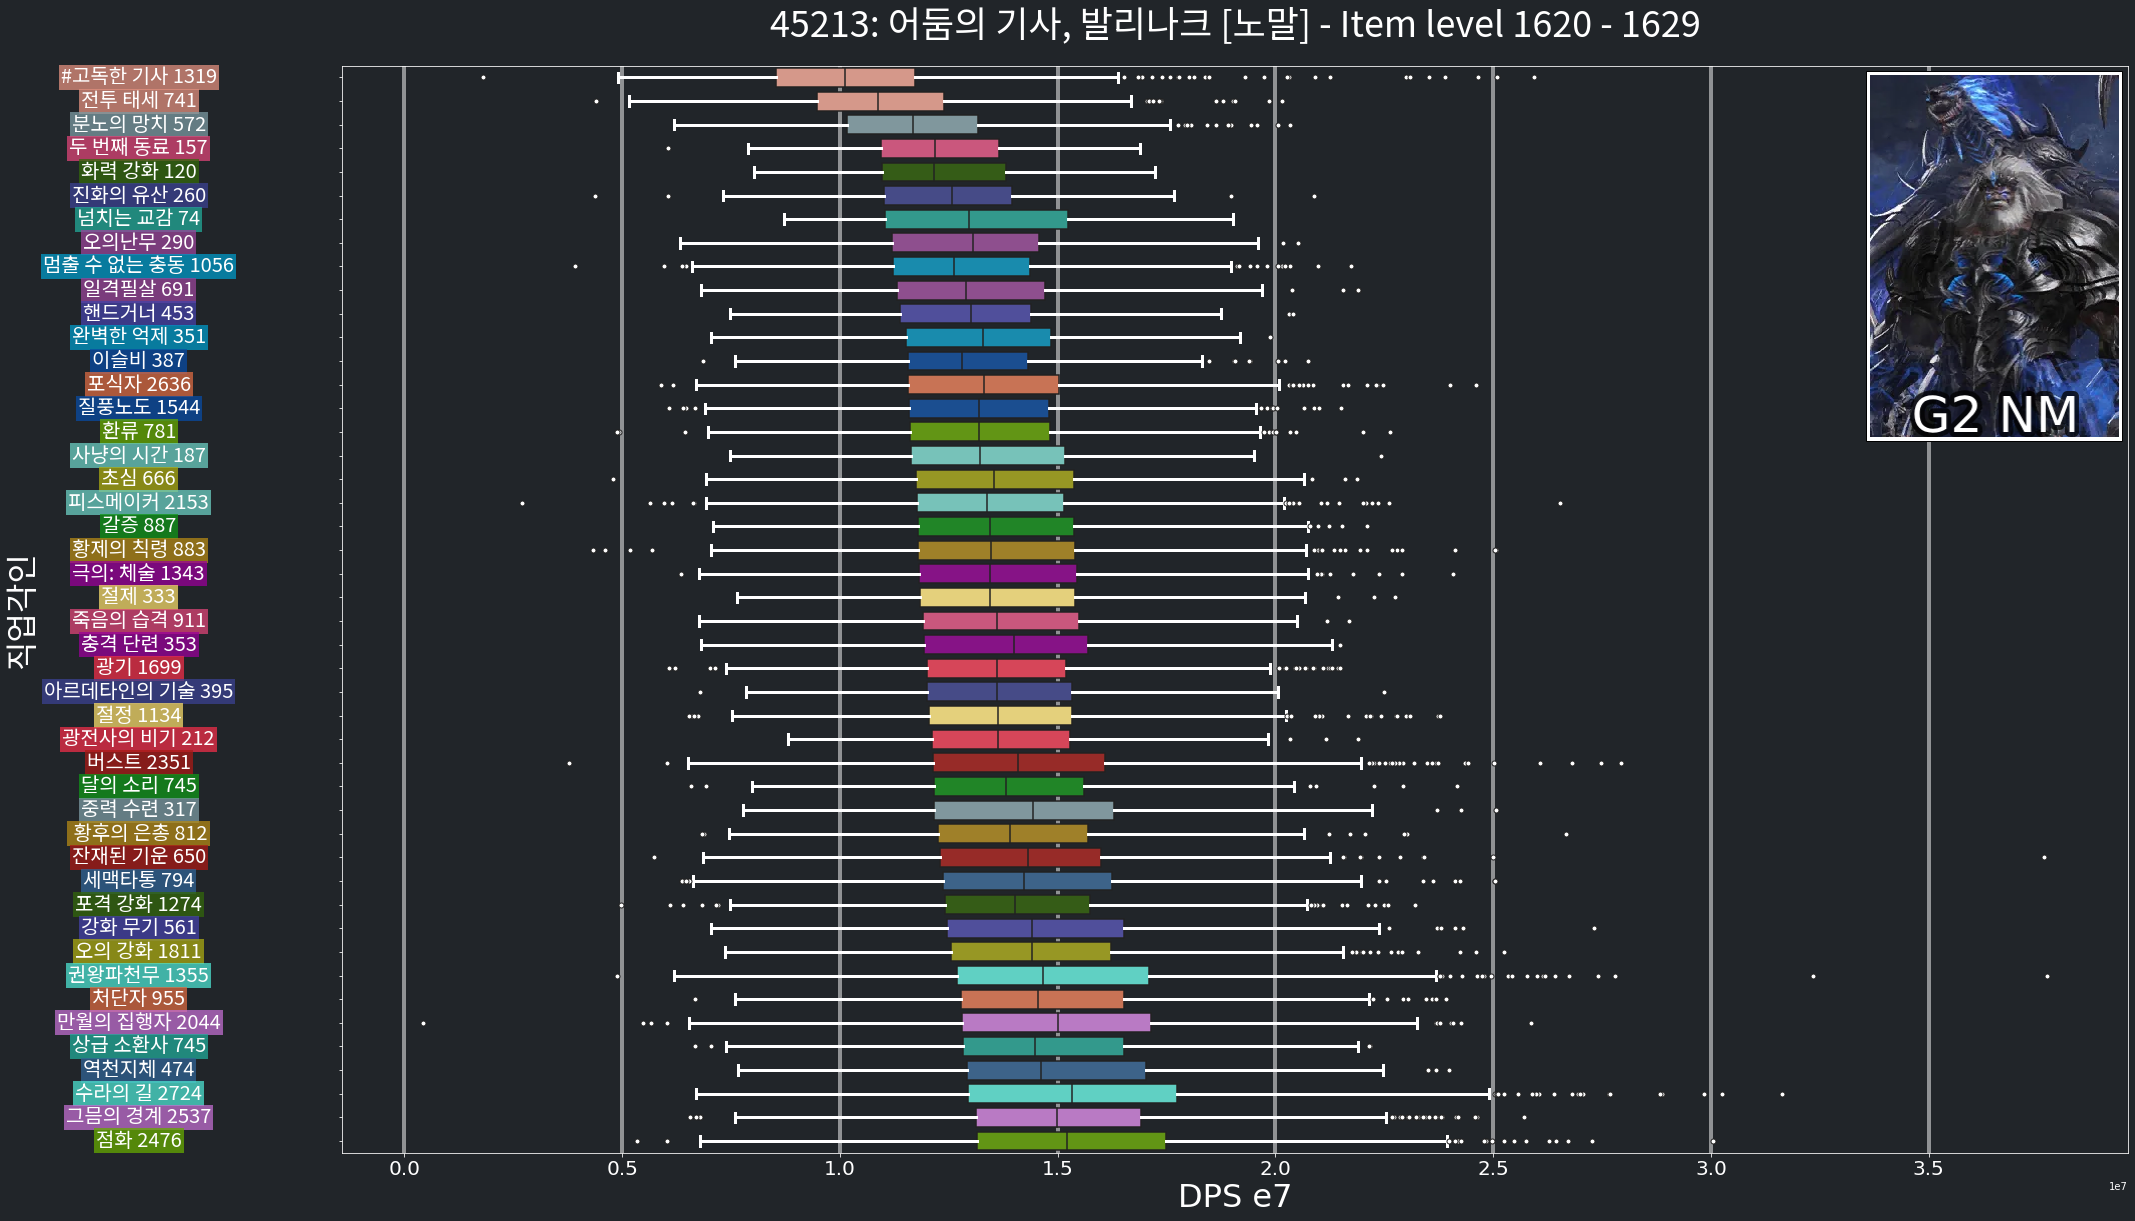 45213: 어둠의 기사, 발리나크 [노말] - Item level 1620 - 1629
#고독한 기사 1319
전투 태세 741
분노의 망치 572
두 번째 동료 157
화력 강화 120
진화의 유산 260
넘치는 교감 74
오의난무 290
멈출 수 없는 충동 1056
일격필살 691
핸드거너 453
완벽한 억제 351
이슬비 387
포식자 2636
질풍노도 1544
환류 781
사냥의 시간 187
초심 666
피스메이커 2153
갈증 887
황제의 칙령 883
극의: 체술 1343
절제 333
죽음의 습격 911
충격 단련 353
광기 1699
아르데타인의 기술 395
절정 1134
광전사의 비기 212
버스트 2351
달의 소리 745
중력 수련 317
황후의 은총 812
잔재된 기운 650
세맥타통 794
포격 강화 1274
강화 무기 561
오의 강화 1811
권왕파천무 1355
처단자 955
만월의 집행자 2044
상급 소환사 745
역천지체 474
수라의 길 2724
그믐의 경계 2537
점화 2476
직업각인
G2 NM
0.0 0.5 1.0 1.5 2.0 2.5 3.0 3.5
DPS e7
1e7